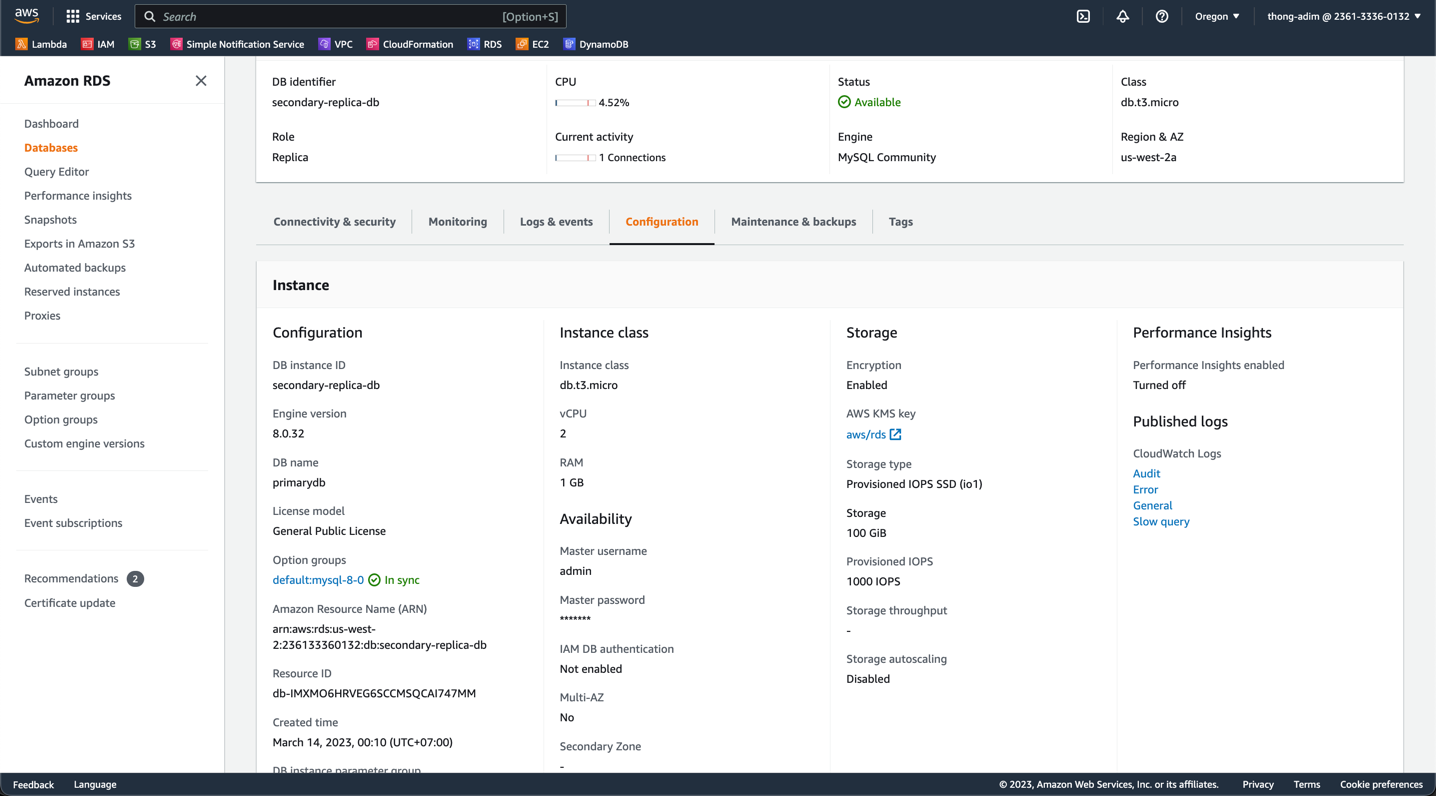 aws
Services
Search [Option+S]
Oregon ▼
thong-adim @ 2361-3336-0132 ▼
Lambda IAM S3 Simple Notification Service VPC CloudFormation RDS EC2 DynamoDB
Amazon RDS
Dashboard
Databases
Query Editor
Performance insights
Snapshots
Exports in Amazon S3
Automated backups
Reserved instances
Proxies
Subnet groups
Parameter groups
Option groups
Custom engine versions
Events
Event subscriptions
Recommendations 2
Certificate update
DB identifier
secondary-replica-db
CPU
4.52%
Status
Available
Class
db.t3.micro
Role
Replica
Current activity
1 Connections
Engine
MySQL Community
Region & AZ
us-west-2a
Connectivity & security
Monitoring
Logs & events
Configuration
Maintenance & backups
Tags
Instance
Configuration
DB instance ID
secondary-replica-db
Engine version
8.0.32
DB name
primarydb
License model
General Public License
Option groups
default:mysql-8-0 In sync
Amazon Resource Name (ARN)
arn:aws:rds:us-west-
2:236133360132:db:secondary-replica-db
Resource ID
db-IMXMO6HRVEG6SCCMSQCAI747MM
Created time
March 14, 2023, 00:10 (UTC+07:00)
DB instance parameter group
Instance class
Instance class
db.t3.micro
vCPU
2
RAM
1 GB
Availability
Master username
admin
Master password
*******
IAM DB authentication
Not enabled
Multi-AZ
No
Secondary Zone
-
Storage
Encryption
Enabled
AWS KMS key
aws/rds
Storage type
Provisioned IOPS SSD (io1)
Storage
100 GiB
Provisioned IOPS
1000 IOPS
Storage throughput
-
Storage autoscaling
Disabled
Performance Insights
Performance Insights enabled
Turned off
Published logs
CloudWatch Logs
Audit
Error
General
Slow query
Feedback Language
© 2023, Amazon Web Services, Inc. or its affiliates. Privacy Terms Cookie preferences